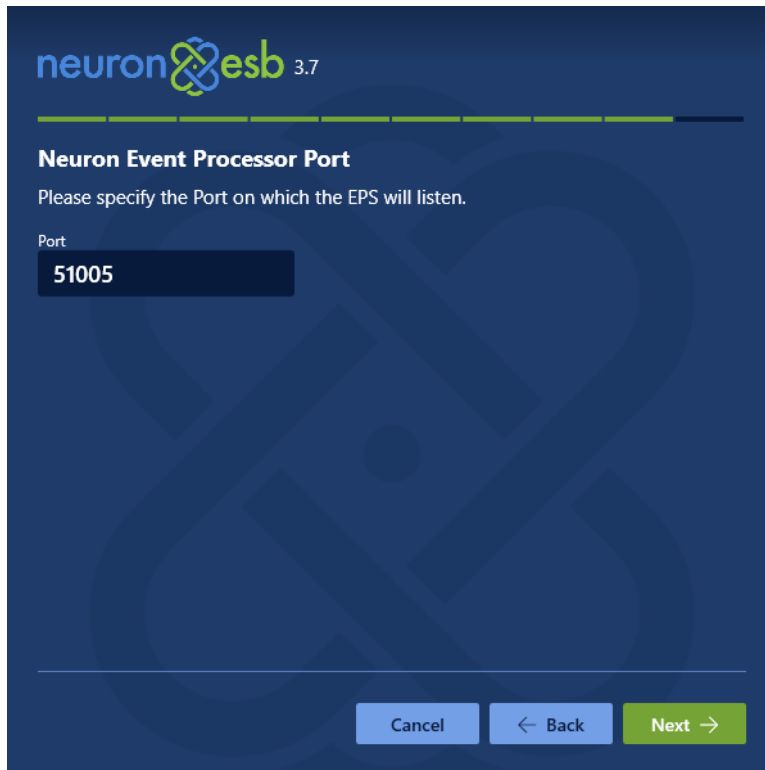 neuron esb 3.7
Neuron Event Processor Port
Please specify the Port on which the EPS will listen.
Port
51005
Cancel
← Back
Next →